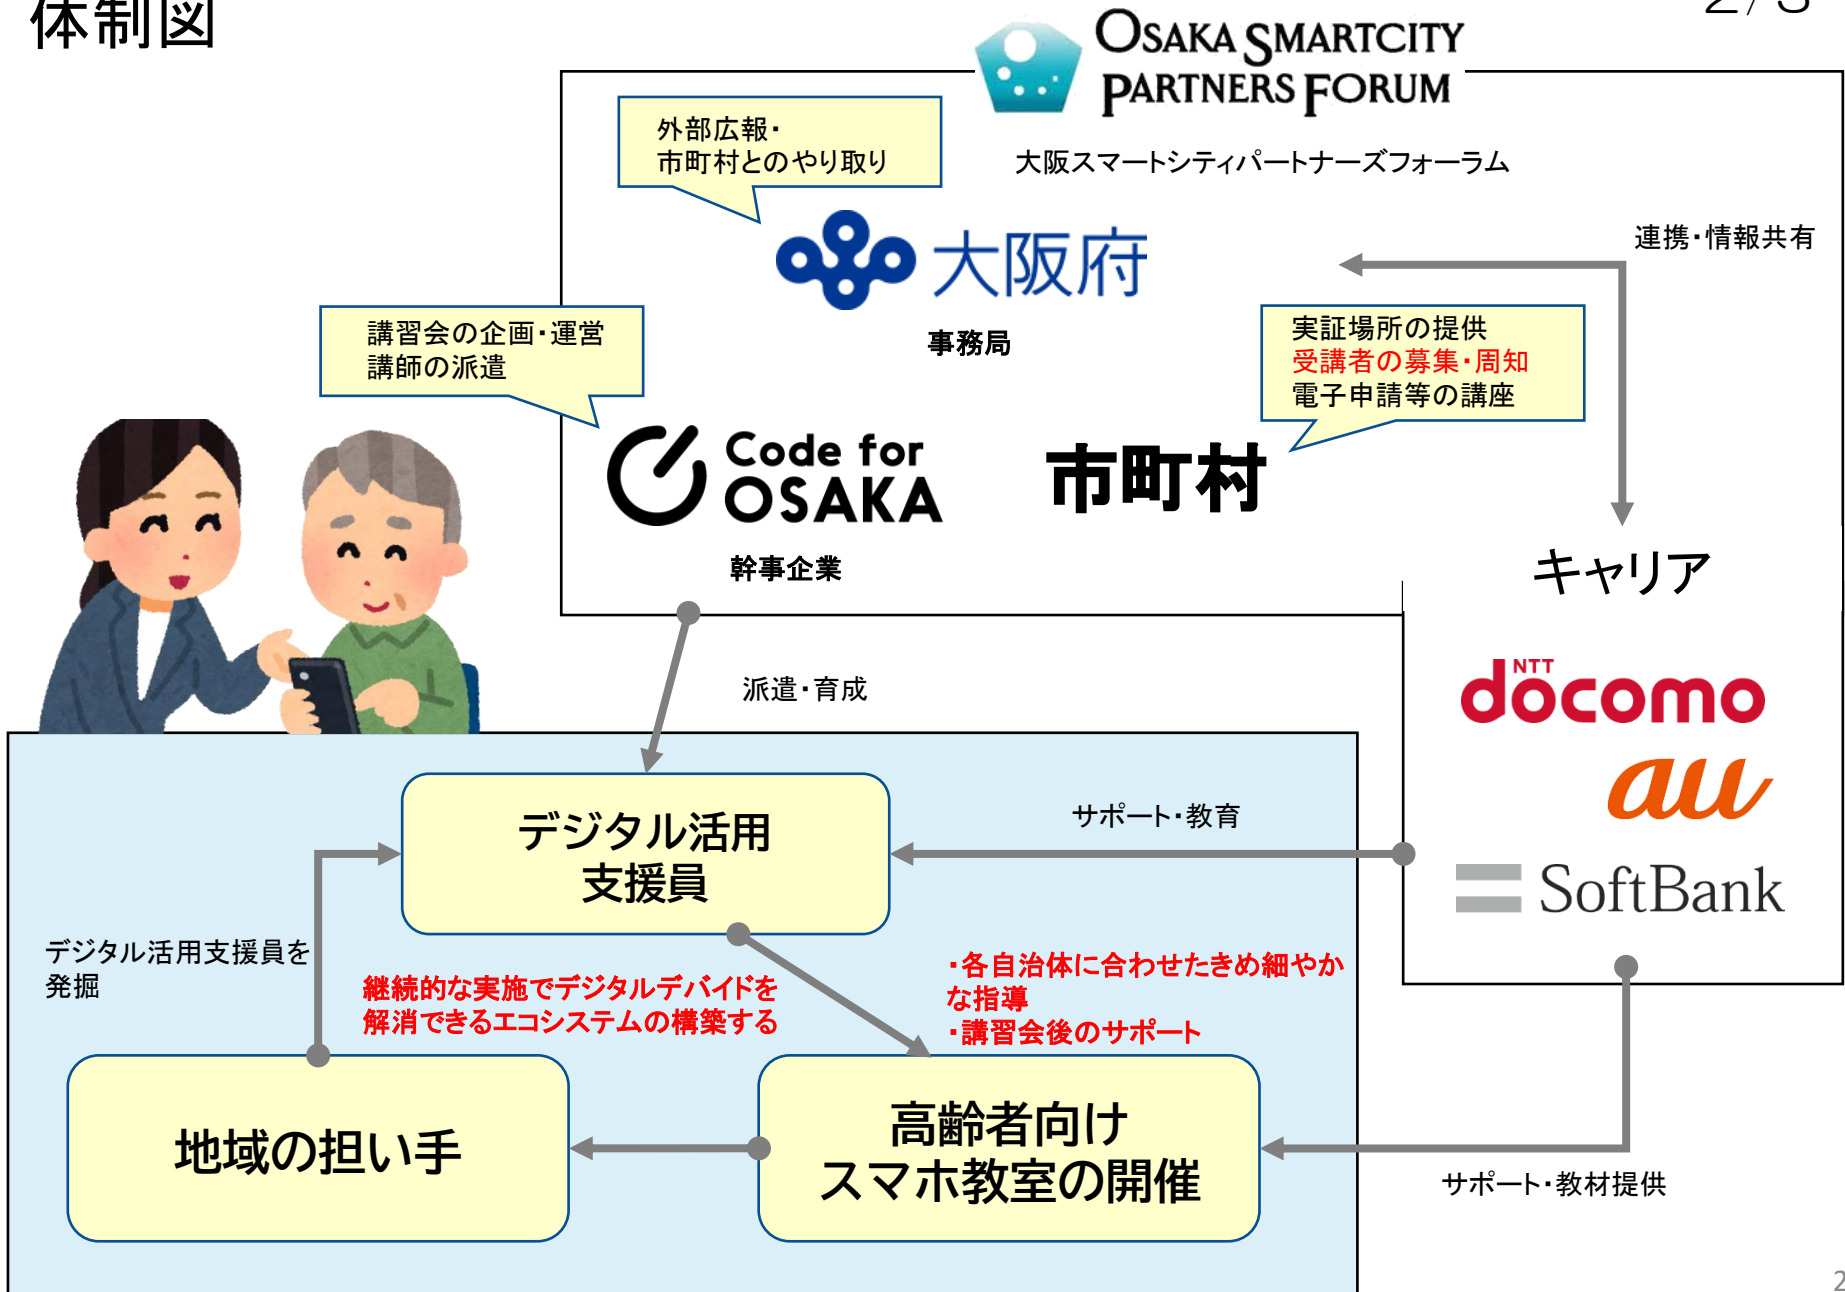 体制図
2/3
OSAKA SMARTCITY
PARTNERS FORUM
大阪スマートシティパートナーズフォーラム
外部広報・
市町村とのやり取り
大阪府
事務局
連携・情報共有
講習会の企画・運営
講師の派遣
実証場所の提供
受講者の募集・周知
電子申請等の講座
Code for
OSAKA
幹事企業
市町村
キャリア
NTT
docomo
au
SoftBank
派遣・育成
デジタル活用
支援員
サポート・教育
デジタル活用支援員を
発掘
継続的な実施でデジタルデバイドを
解消できるエコシステムの構築する
・各自治体に合わせたきめ細やか
な指導
・講習会後のサポート
地域の担い手
高齢者向け
スマホ教室の開催
サポート・教材提供
2